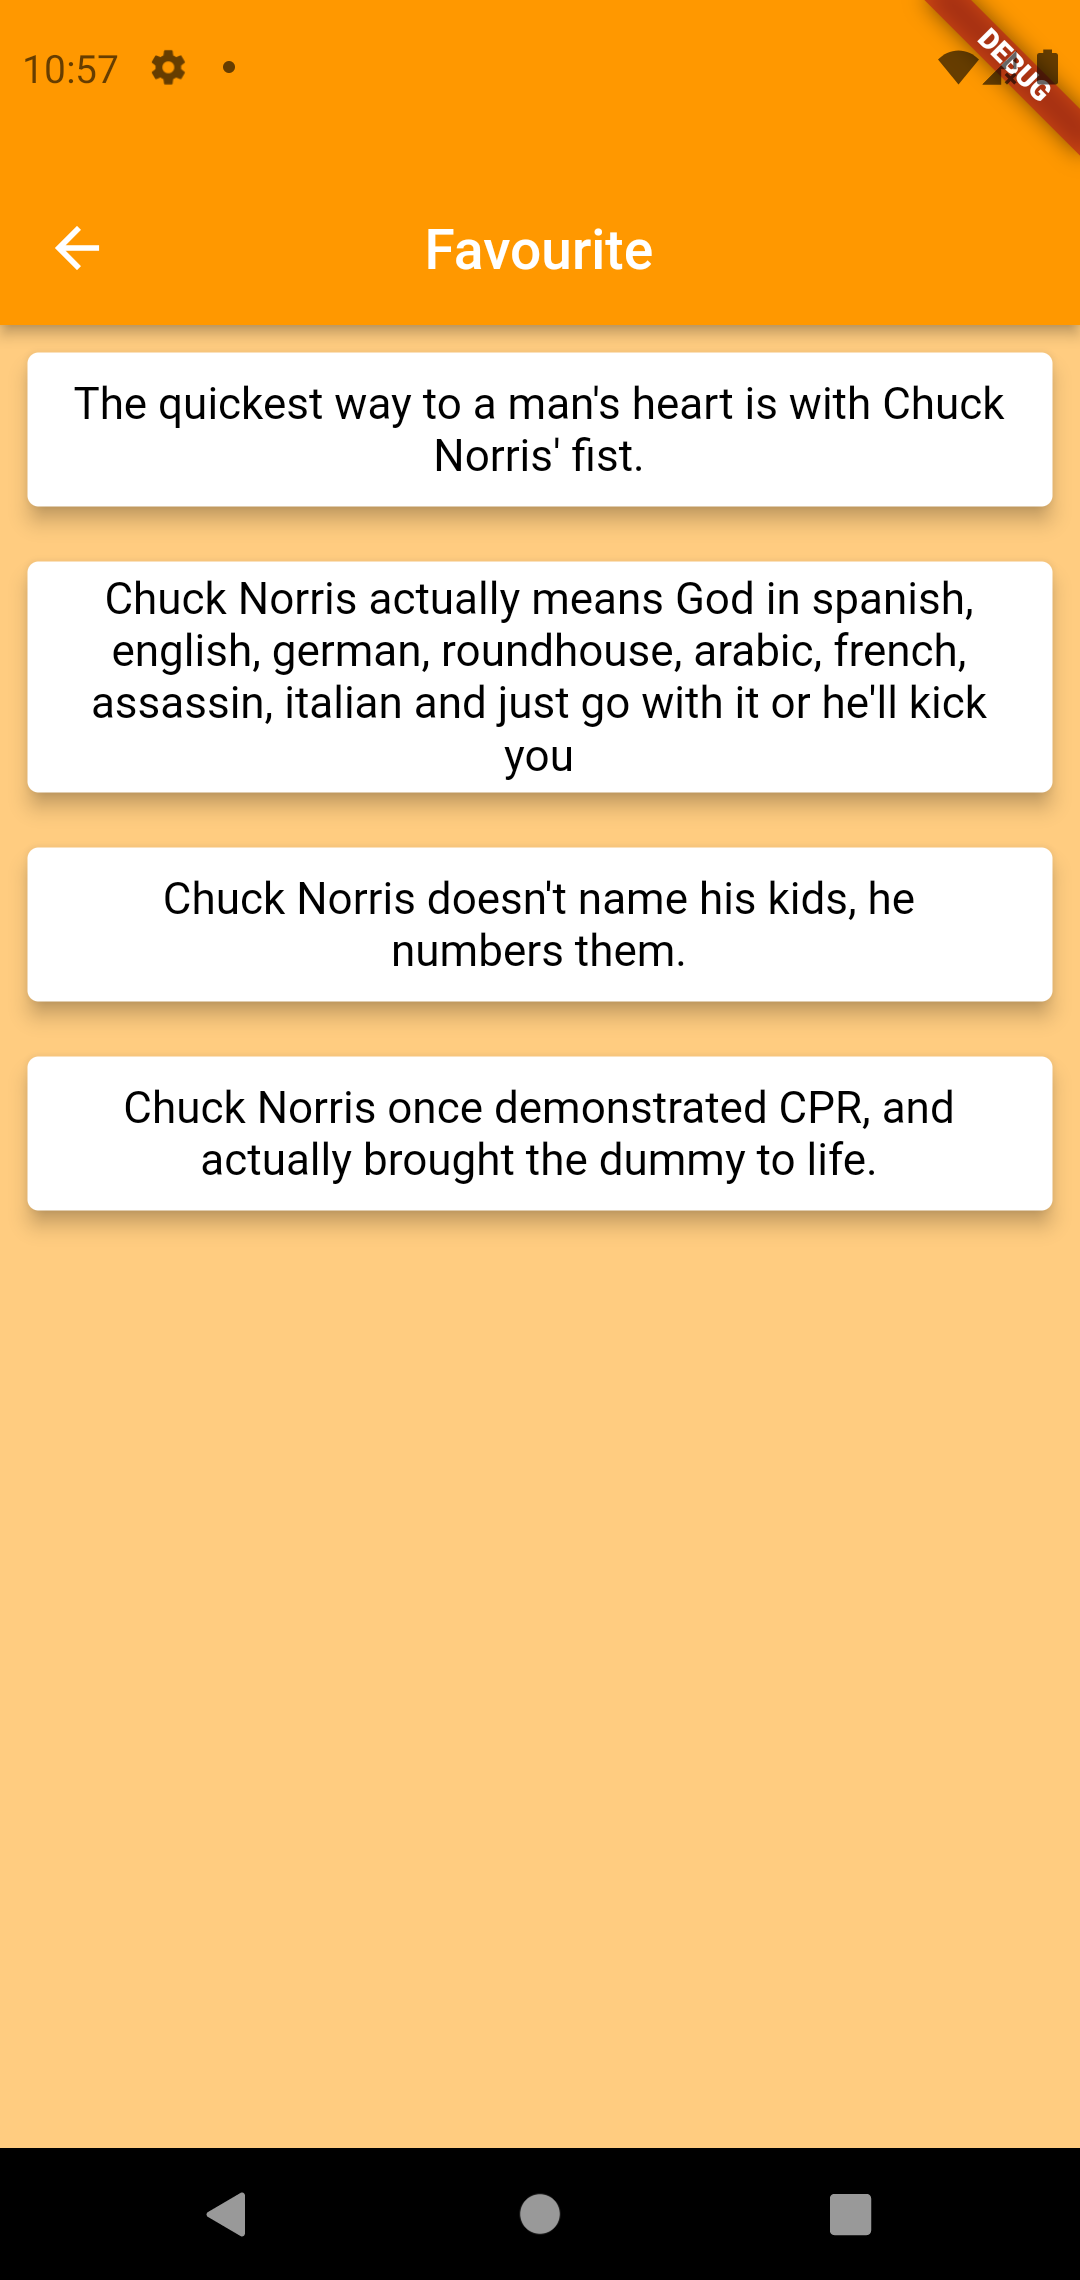 10:57
DEBUG
Favourite
The quickest way to a man's heart is with Chuck
Norris' fist.
Chuck Norris actually means God in spanish,
english, german, roundhouse, arabic, french,
assassin, italian and just go with it or he'll kick
you
Chuck Norris doesn't name his kids, he
numbers them.
Chuck Norris once demonstrated CPR, and
actually brought the dummy to life.